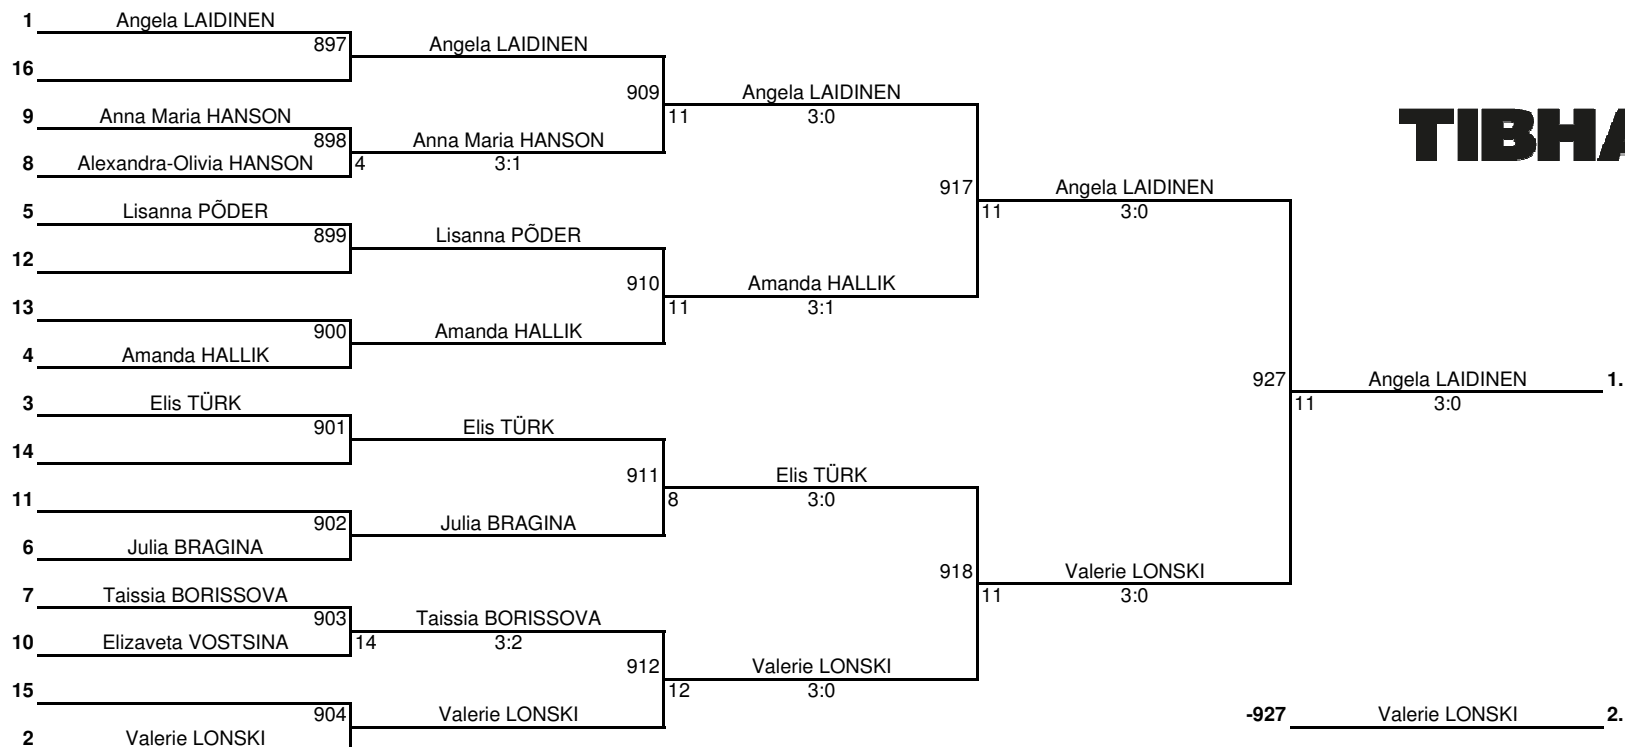 1 Angela LAIDINEN
897 Angela LAIDINEN
16
909 Angela LAIDINEN
11 3:0
9 Anna Maria HANSON
898 Anna Maria HANSON
8 Alexandra-Olivia HANSON 4 3:1
917 Angela LAIDINEN
11 3:0
5 Lisanna PÕDER
899 Lisanna PÕDER
12
910 Amanda HALLIK
11 3:1
13
900 Amanda HALLIK
4 Amanda HALLIK
927 Angela LAIDINEN 1.
11 3:0
3 Elis TÜRK
901 Elis TÜRK
14
911 Elis TÜRK
8 3:0
11
902 Julia BRAGINA
6 Julia BRAGINA
918 Valerie LONSKI
11 3:0
7 Taissia BORISSOVA
903 Taissia BORISSOVA
10 Elizaveta VOSTSINA 14 3:2
912 Valerie LONSKI
12 3:0
15
904 Valerie LONSKI
2 Valerie LONSKI
-927 Valerie LONSKI 2.